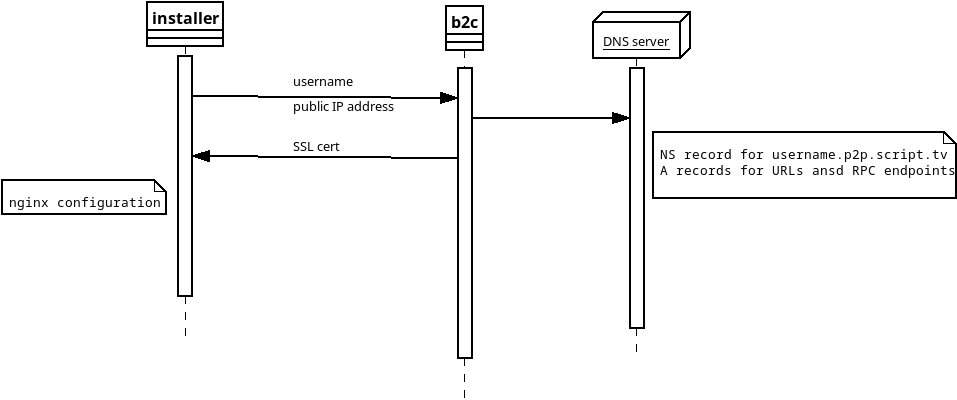 installer
b2c
DNS server
username
public IP address
SSL cert
NS record for username.p2p.script.tv
A records for URLs ansd RPC endpoints
nginx configuration